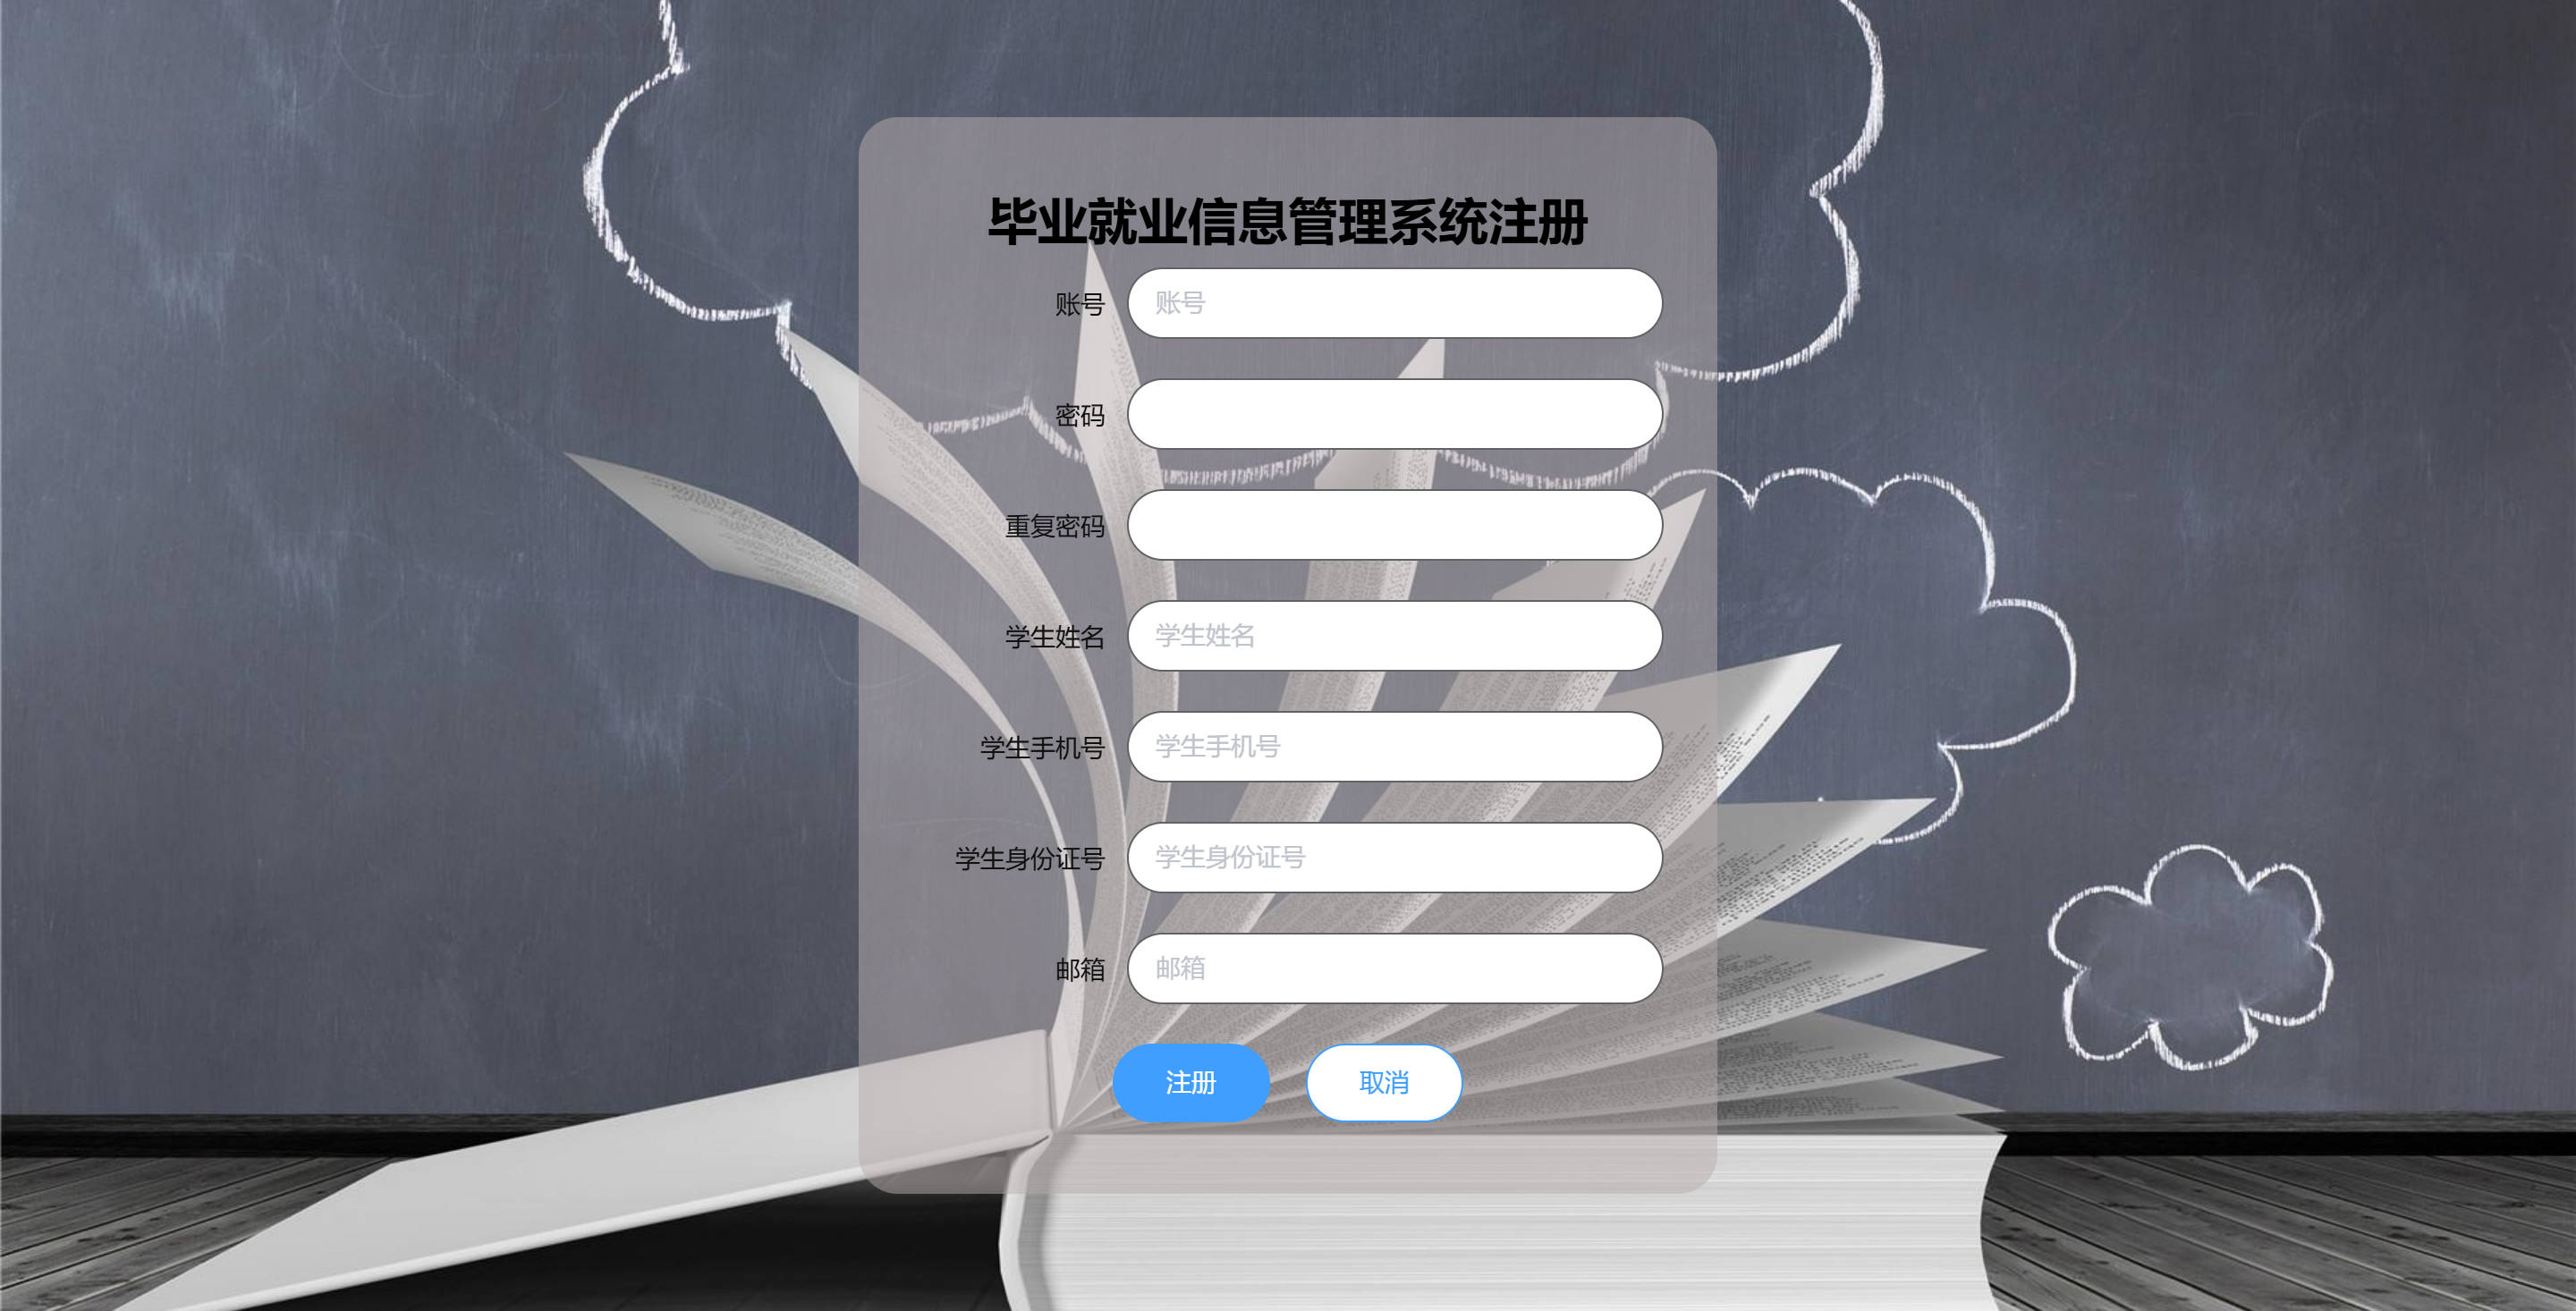 毕业就业信息管理系统注册
账号 账号
密码
重复密码
学生姓名 学生姓名
学生手机号 学生手机号
学生身份证号 学生身份证号
邮箱 邮箱
注册 取消